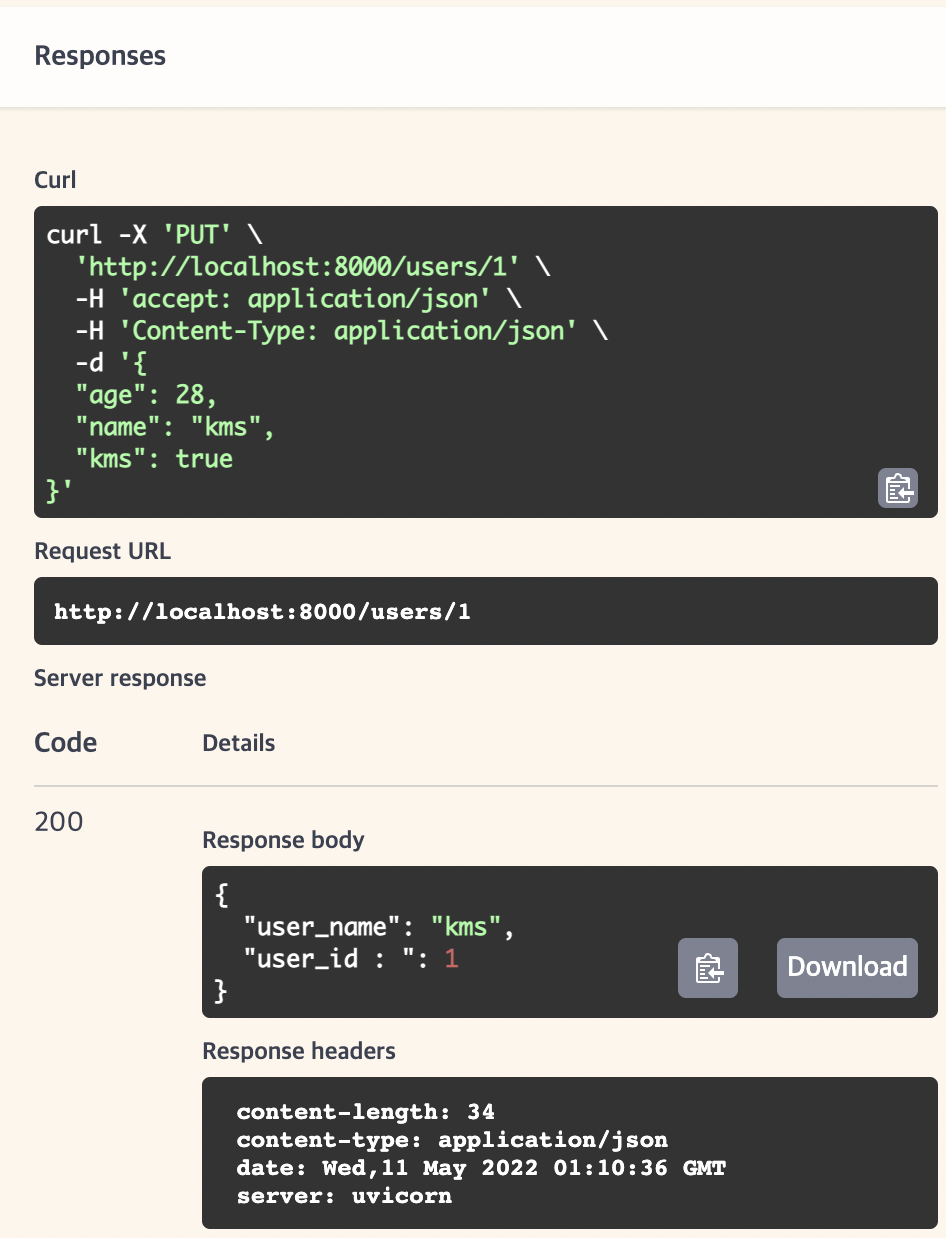 Responses
Curl
curl -X 'PUT' \
  'http://localhost:8000/users/1' \
  -H 'accept: application/json' \
  -H 'Content-Type: application/json' \
  -d '{
  "age": 28,
  "name": "kms",
  "kms": true
}'
Request URL
http://localhost:8000/users/1
Server response
Code Details
200
Response body
{
  "user_name": "kms",
  "user_id : ": 1
}
Download
Response headers
content-length: 34
content-type: application/json
date: Wed,11 May 2022 01:10:36 GMT
server: uvicorn